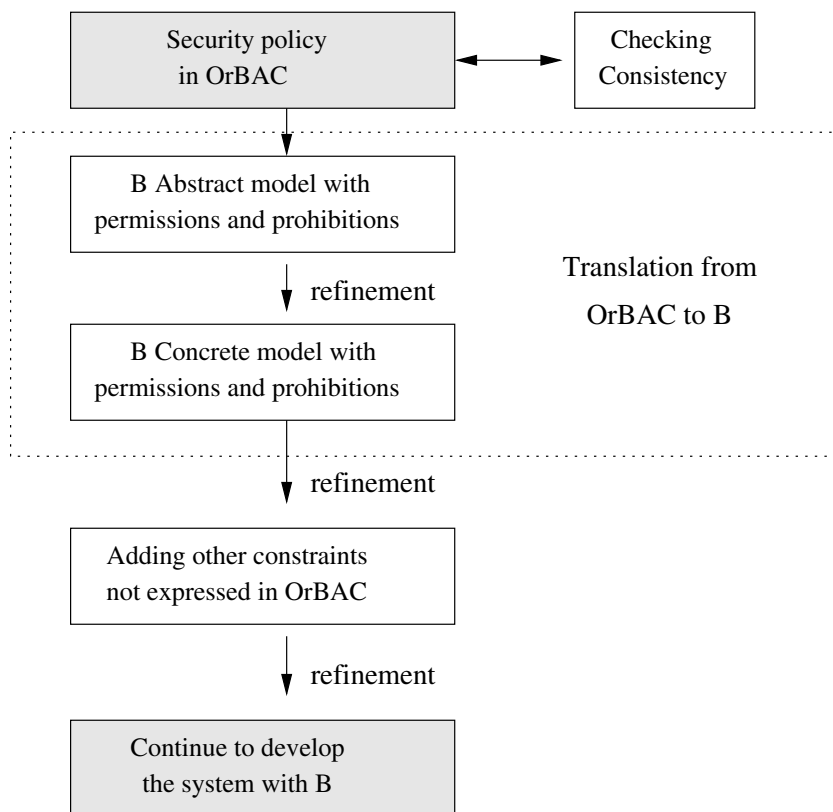 Security policy
in OrBAC
Checking
Consistency
B Abstract model with
permissions and prohibitions
refinement
Translation from
OrBAC to B
B Concrete model with
permissions and prohibitions
refinement
Adding other constraints
not expressed in OrBAC
refinement
Continue to develop
the system with B